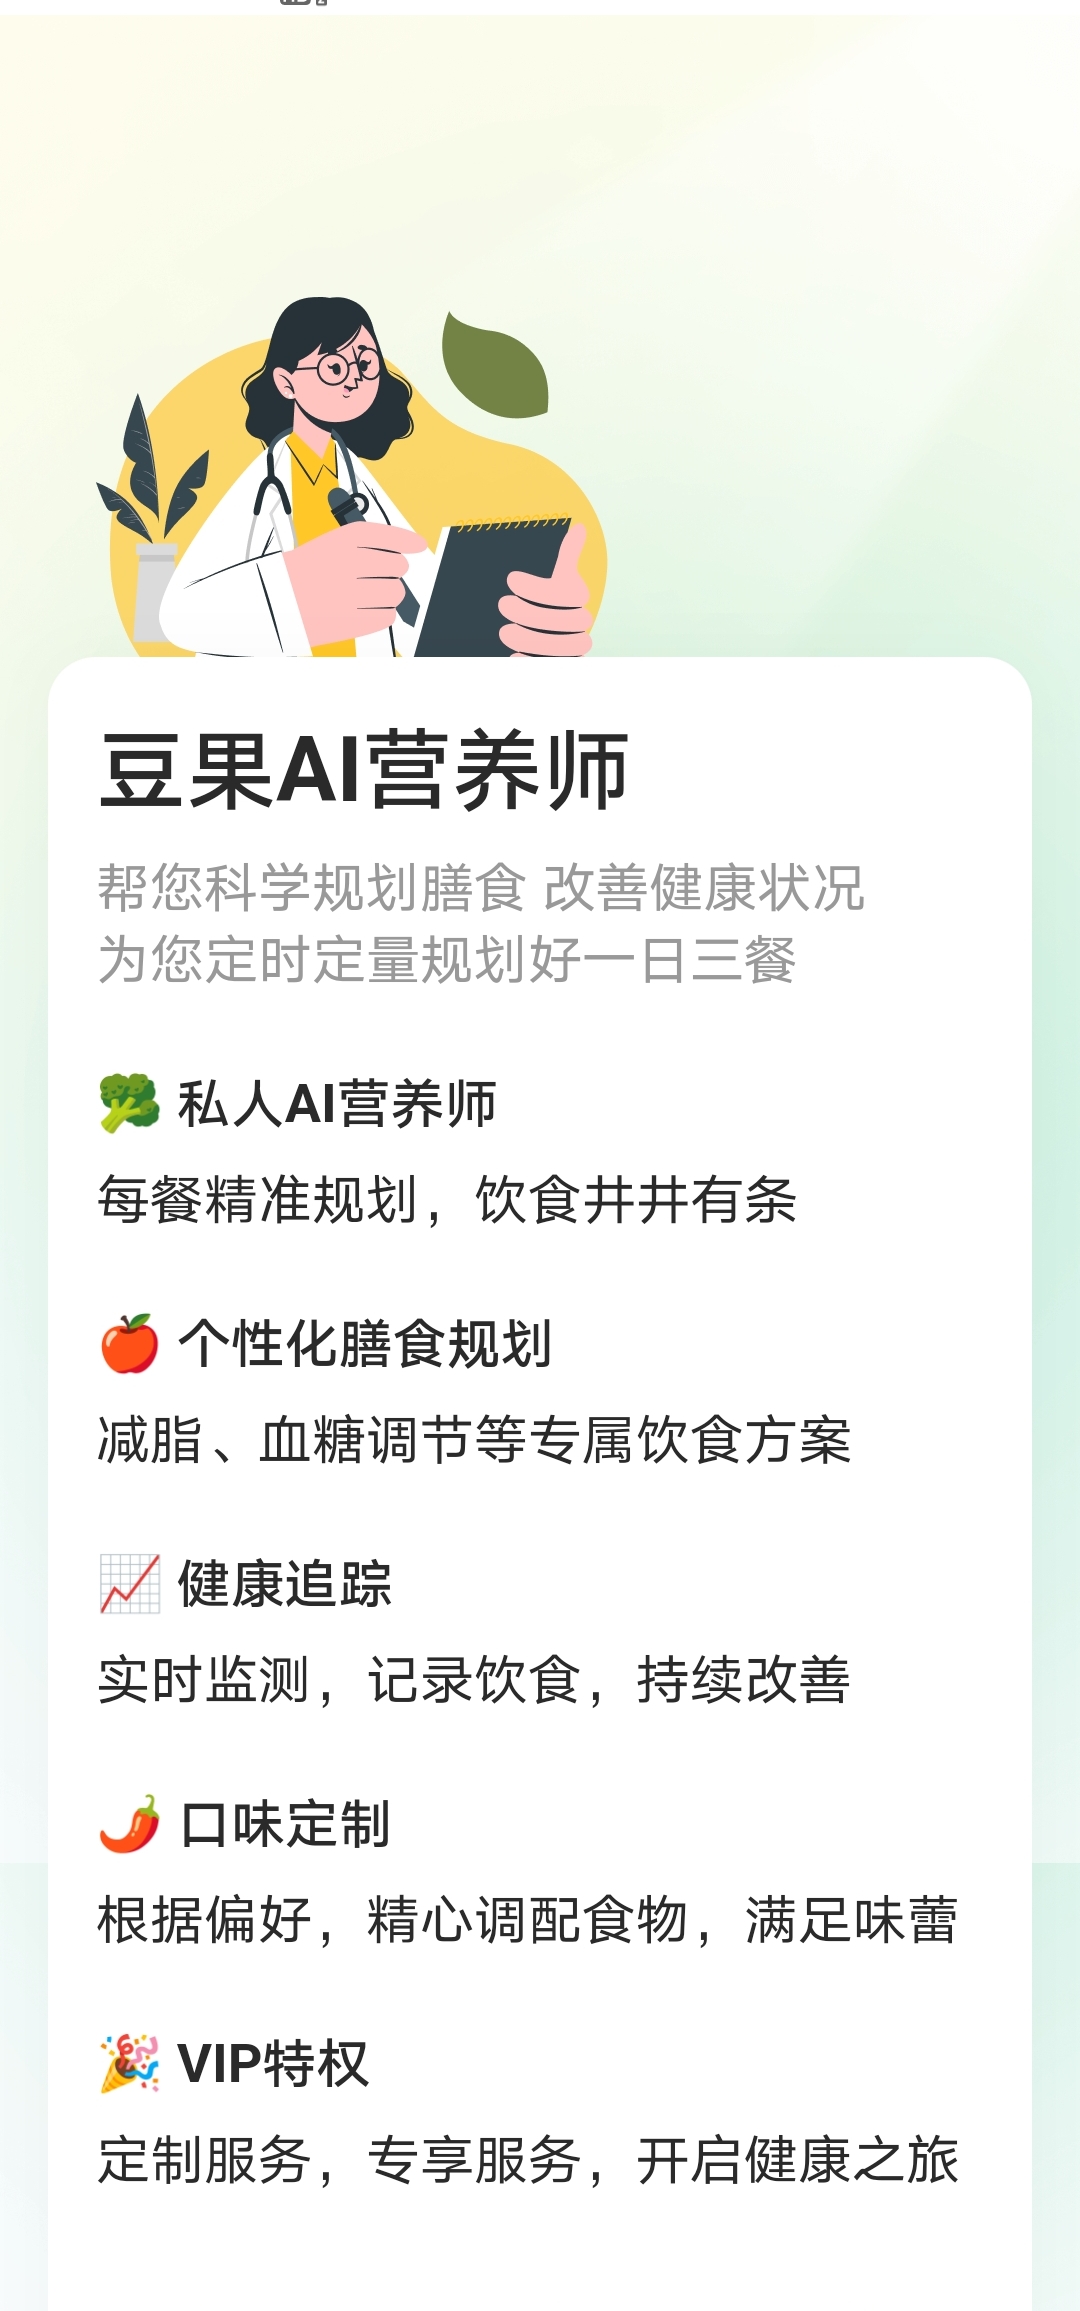 豆果AI营养师
帮您科学规划膳食 改善健康状况
为您定时定量规划好一日三餐
🥦 私人AI营养师
每餐精准规划，饮食井井有条
🍎 个性化膳食规划
减脂、血糖调节等专属饮食方案
📈 健康追踪
实时监测，记录饮食，持续改善
🌶️ 口味定制
根据偏好，精心调配食物，满足味蕾
🎉 VIP特权
定制服务，专享服务，开启健康之旅